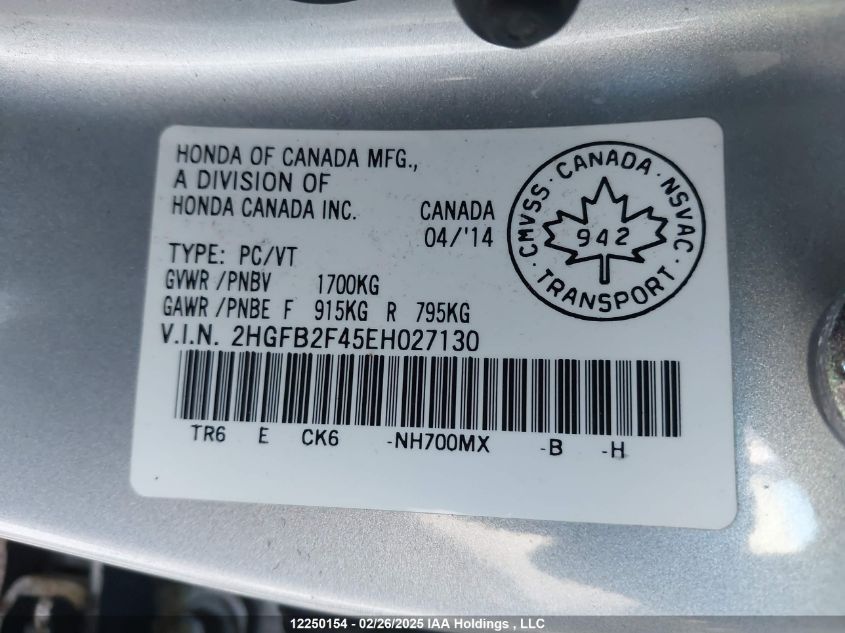 HONDA OF CANADA MFG.,
A DIVISION OF
HONDA CANADA INC. CANADA
04/'14
TYPE: PC/VT
GVWR /PNBV 1700KG
GAWR /PNBE F 915KG R 795KG
V.I.N. 2HGFB2F45EH027130
TR6 E CK6 -NH700MX -B -H
CMVSS · CANADA · NSVAC · TRANSPORT ·
942
12250154 - 02/26/2025 IAA Holdings , LLC